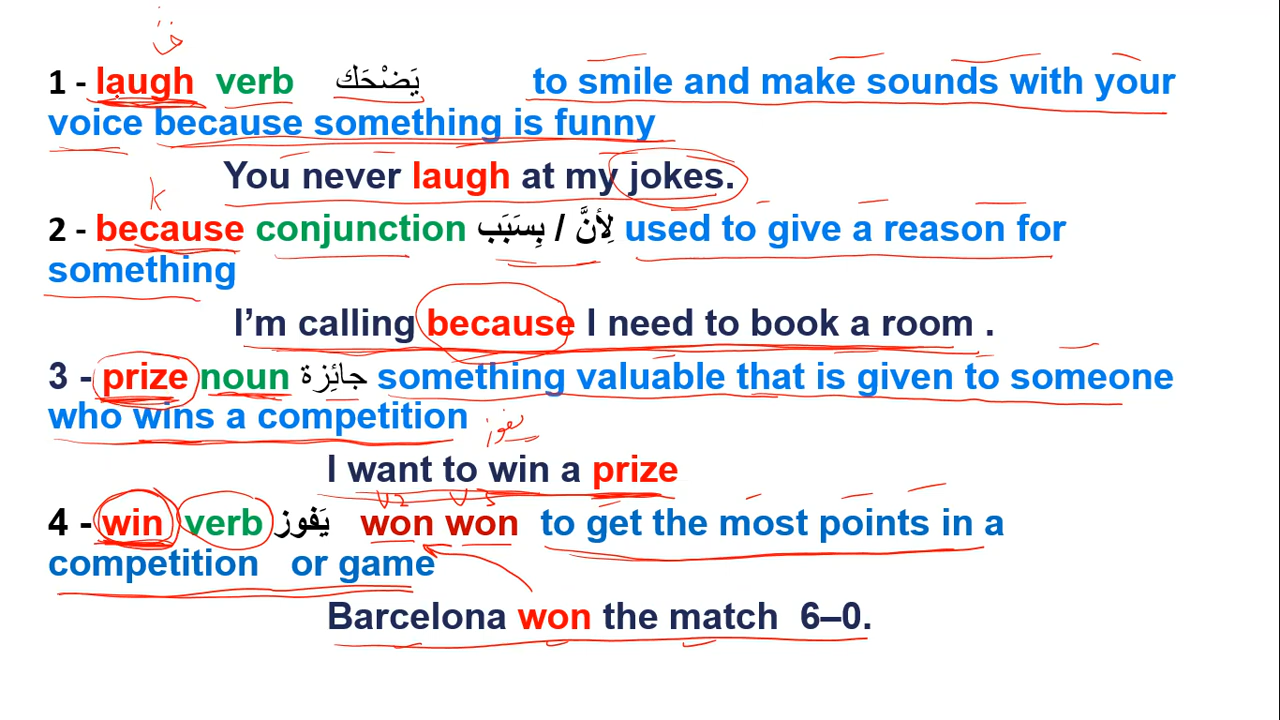 ف
1 - laugh verb يَضْحَك to smile and make sounds with your
voice because something is funny
You never laugh at my jokes.
k
2 - because conjunction لِأنَّ / بِسَبَب used to give a reason for
something
I'm calling because I need to book a room .
3 - prize noun جائِزة something valuable that is given to someone
who wins a competition
يفوز
I want to win a prize
V2 V3
4 - win verb يَفوز won won to get the most points in a
competition or game
Barcelona won the match 6–0.